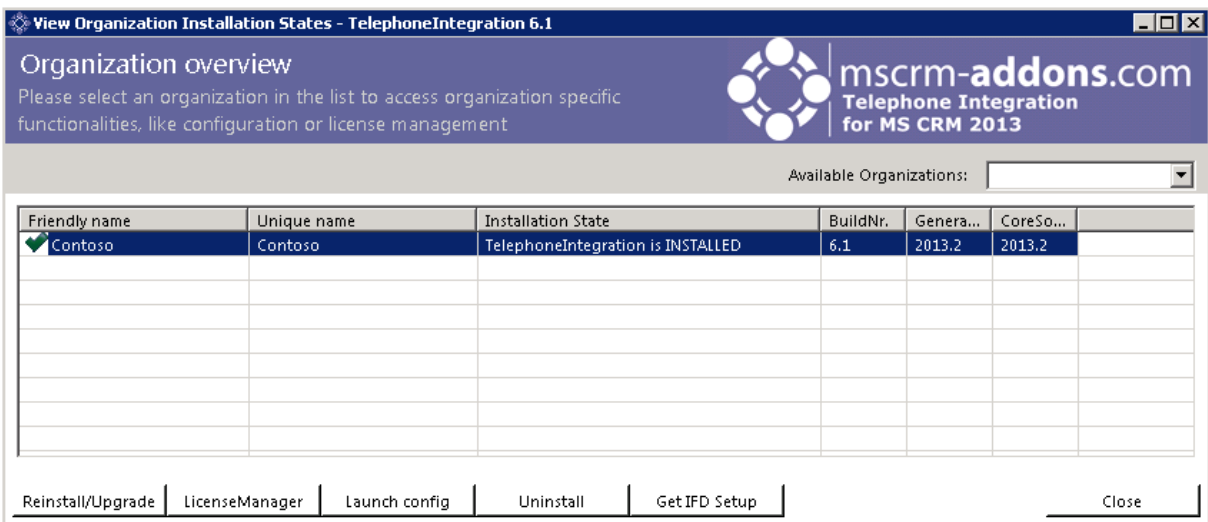 View Organization Installation States - TelephoneIntegration 6.1
Organization overview
Please select an organization in the list to access organization specific
functionalities, like configuration or license management
mscrm-addons.com
Telephone Integration
for MS CRM 2013
Available Organizations:
Friendly name Unique name Installation State BuildNr. Genera... CoreSo...
Contoso Contoso TelephoneIntegration is INSTALLED 6.1 2013.2 2013.2
Reinstall/Upgrade LicenseManager Launch config Uninstall Get IFD Setup Close